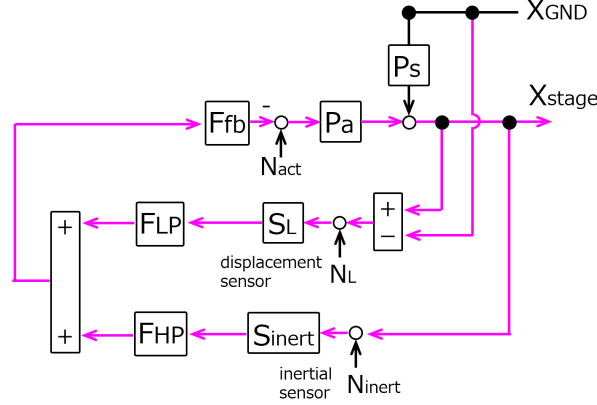 XGND
Ps
Xstage
-
Ffb
Pa
Nact
+
FLP
SL
+
−
displacement
sensor
NL
+
FHP
Sinert
inertial
sensor
Ninert